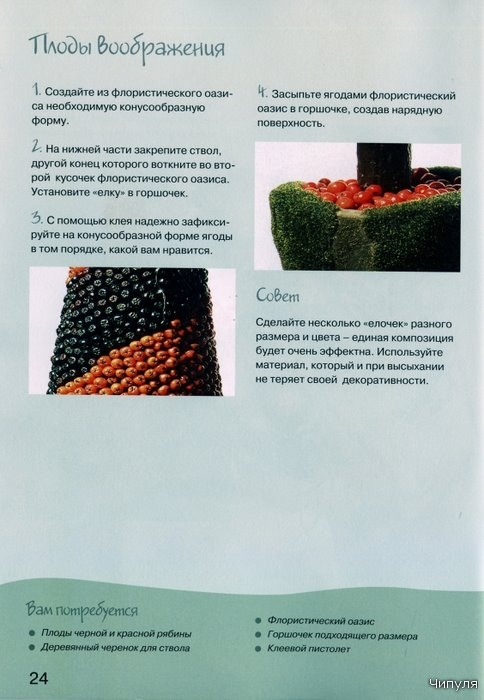 Плоды воображения
1. Создайте из флористического оази-
са необходимую конусообразную
форму.
2. На нижней части закрепите ствол,
другой конец которого воткните во вто-
рой кусочек флористического оазиса.
Установите «елку» в горшочек.
3. С помощью клея надежно зафикси-
руйте на конусообразной форме ягоды
в том порядке, какой вам нравится.
4. Засыпьте ягодами флористический
оазис в горшочке, создав нарядную
поверхность.
Совет
Сделайте несколько «елочек» разного
размера и цвета – единая композиция
будет очень эффектна. Используйте
материал, который и при высыхании
не теряет своей декоративности.
Вам потребуется
Плоды черной и красной рябины
Деревянный черенок для ствола
Флористический оазис
Горшочек подходящего размера
Клеевой пистолет
24
Чипуля